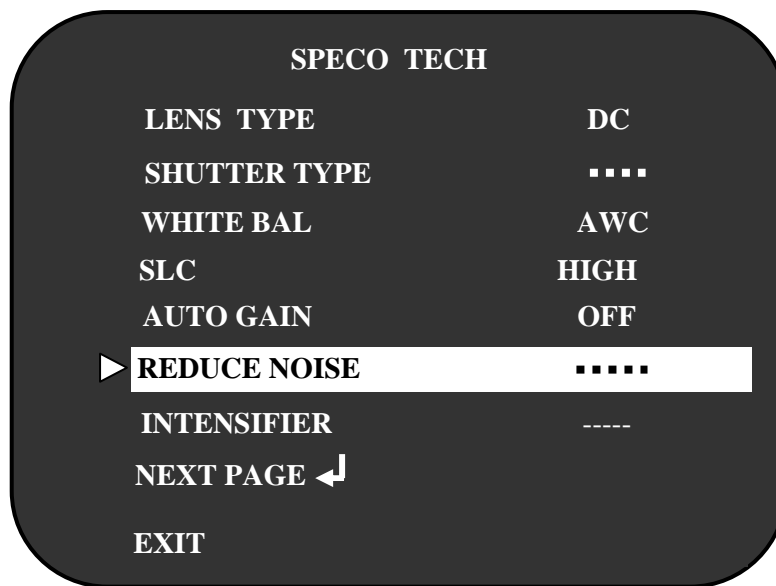 SPECO TECH
LENS TYPE DC
SHUTTER TYPE ▪▪▪▪
WHITE BAL AWC
SLC HIGH
AUTO GAIN OFF
REDUCE NOISE ▪▪▪▪▪
INTENSIFIER -----
NEXT PAGE ↲
EXIT